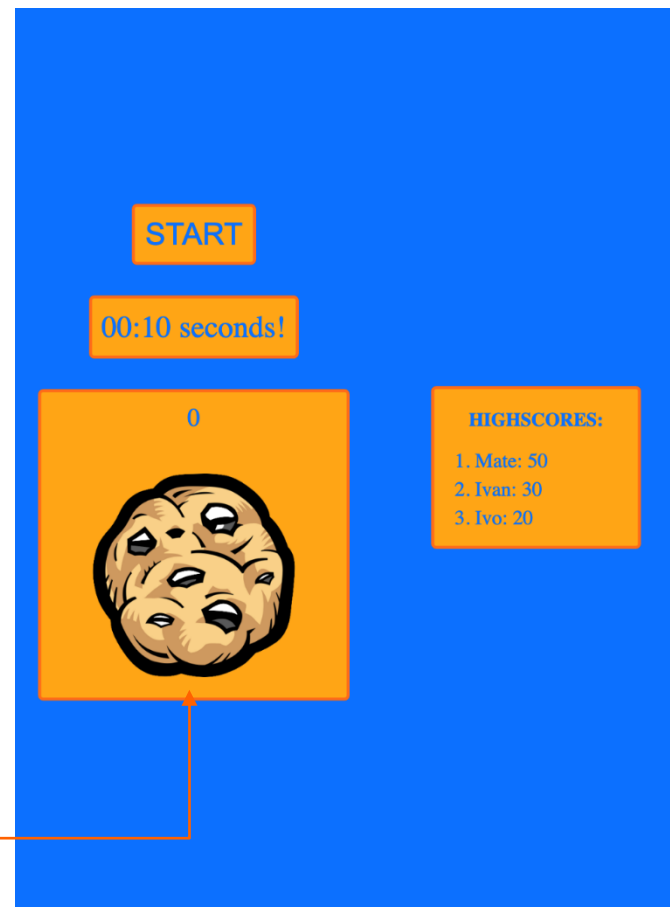 START
00:10 seconds!
0
HIGHSCORES:
1. Mate: 50
2. Ivan: 30
3. Ivo: 20